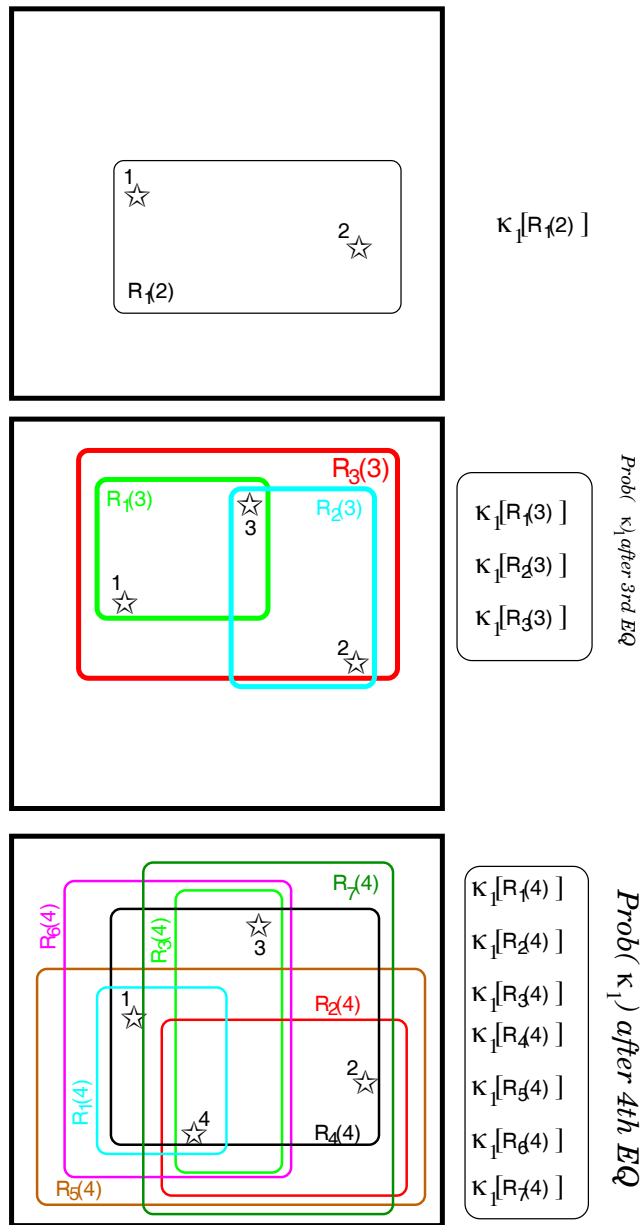 1
2
R₁(2)
κ₁[R₁(2) ]
R₃(3)
R₁(3)
R₂(3)
3
1
2
κ₁[R₁(3) ]
κ₁[R₂(3) ]
κ₁[R₃(3) ]
Prob( κ)₁ after 3rd EQ
R₇(4)
R₆(4)
R₃(4)
3
1
R₂(4)
2
R₁(4)
4
R₄(4)
R₅(4)
κ₁[R₁(4) ]
κ₁[R₂(4) ]
κ₁[R₃(4) ]
κ₁[R₄(4) ]
κ₁[R₅(4) ]
κ₁[R₆(4) ]
κ₁[R₇(4) ]
Prob( κ₁) after 4th EQ